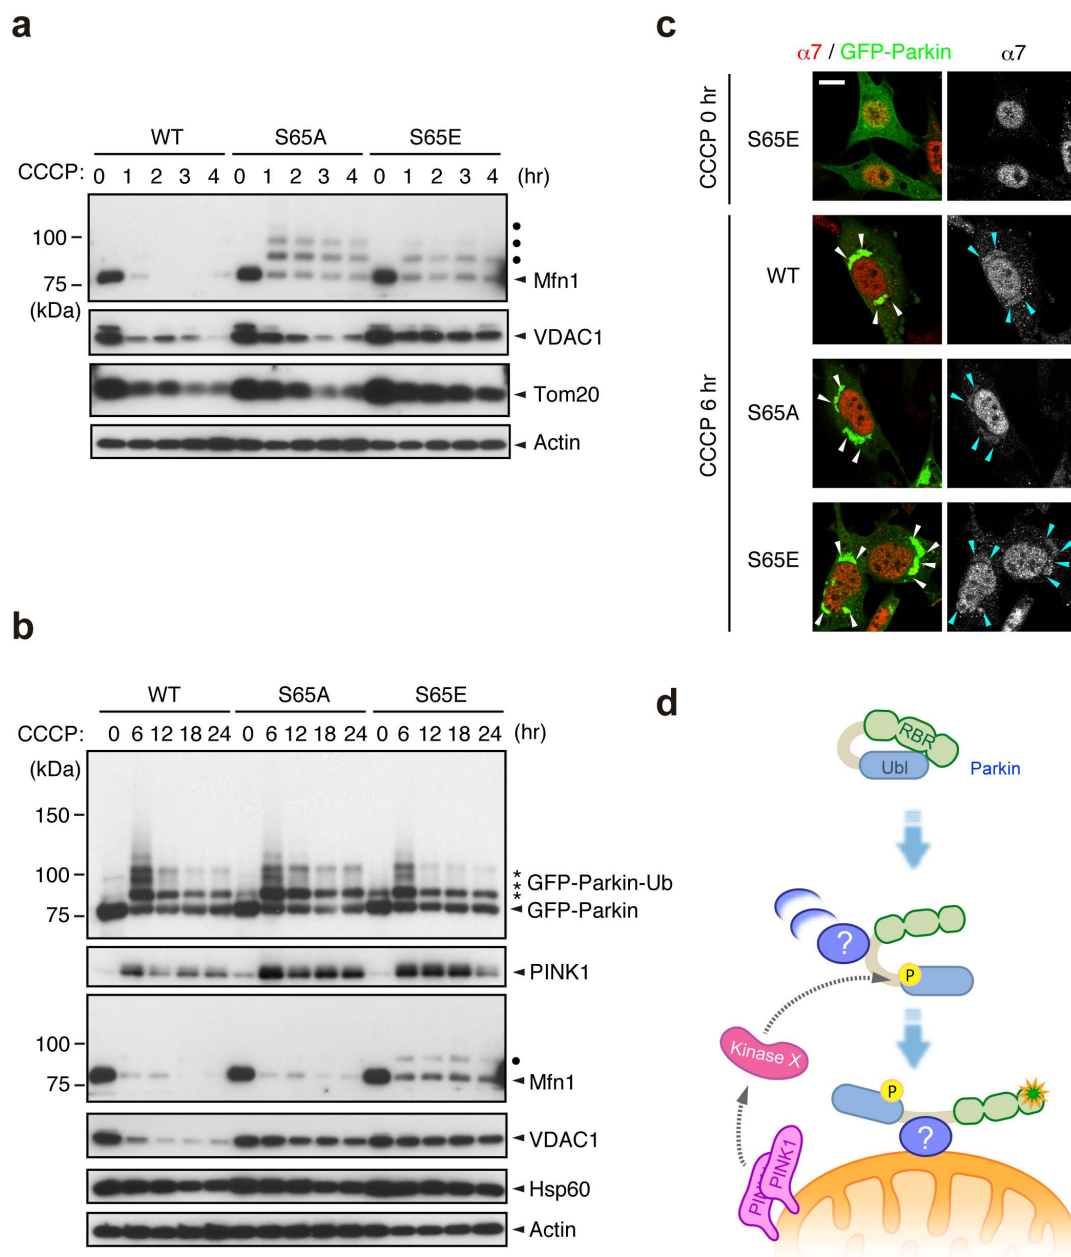 a
WT S65A S65E
CCCP: 0 1 2 3 4 0 1 2 3 4 0 1 2 3 4 (hr)
100
75
(kDa)
Mfn1
VDAC1
Tom20
Actin
b
WT S65A S65E
CCCP: 0 6 12 18 24 0 6 12 18 24 0 6 12 18 24 (hr)
(kDa)
150
100
75
* GFP-Parkin-Ub
*
*
GFP-Parkin
PINK1
100
75
Mfn1
VDAC1
Hsp60
Actin
c
α7 / GFP-Parkin α7
CCCP 0 hr
S65E
CCCP 6 hr
WT
S65A
S65E
d
RBR
Ubl
Parkin
?
P
Kinase X
P
?
PINK1
PINK1